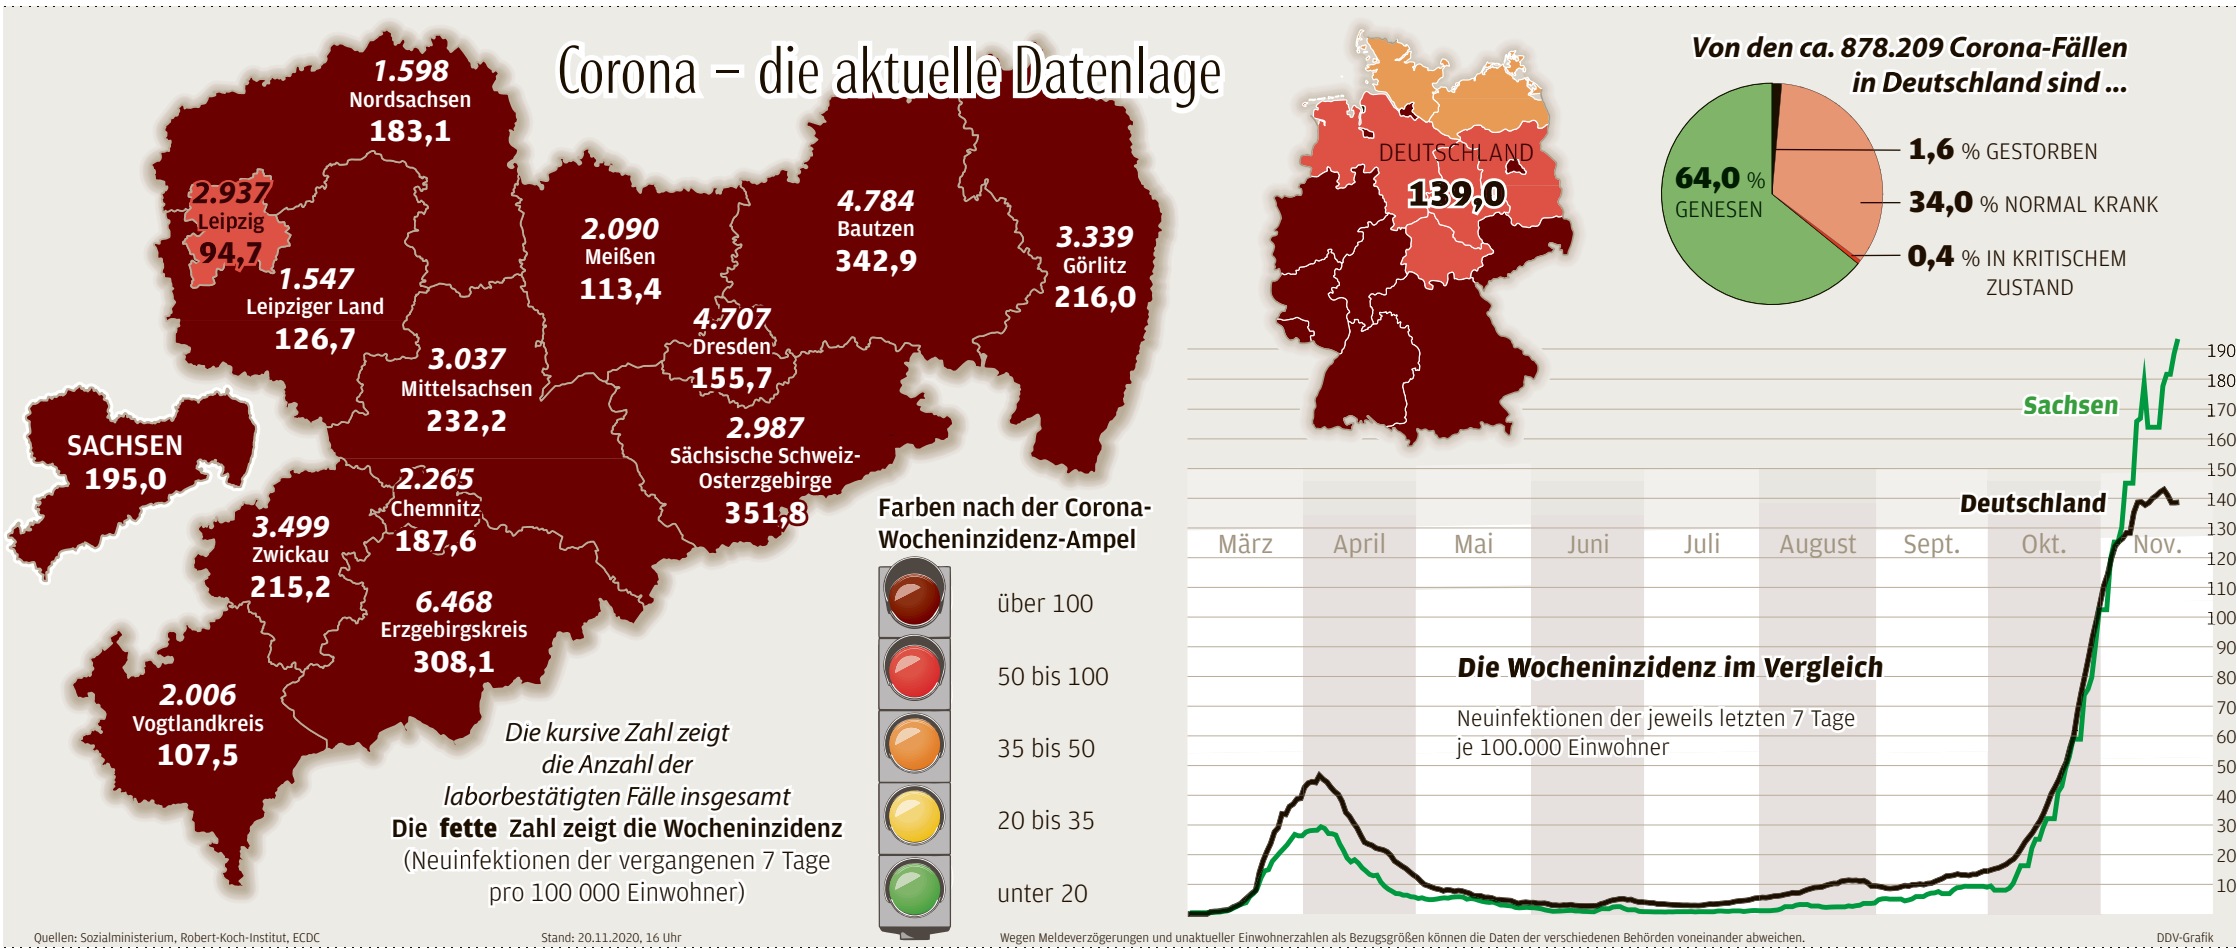 Corona – die aktuelle Datenlage
1.598
Nordsachsen
183,1
2.937
Leipzig
94,7
1.547
Leipziger Land
126,7
2.090
Meißen
113,4
4.784
Bautzen
342,9
3.339
Görlitz
216,0
4.707
Dresden
155,7
3.037
Mittelsachsen
232,2
2.987
Sächsische Schweiz-
Osterzgebirge
351,8
SACHSEN
195,0
2.265
Chemnitz
187,6
3.499
Zwickau
215,2
6.468
Erzgebirgskreis
308,1
2.006
Vogtlandkreis
107,5
Die kursive Zahl zeigt
die Anzahl der
laborbestätigten Fälle insgesamt
Die fette Zahl zeigt die Wocheninzidenz
(Neuinfektionen der vergangenen 7 Tage
pro 100 000 Einwohner)
Farben nach der Corona-
Wocheninzidenz-Ampel
über 100
50 bis 100
35 bis 50
20 bis 35
unter 20
DEUTSCHLAND
139,0
Von den ca. 878.209 Corona-Fällen
in Deutschland sind ...
64,0 %
GENESEN
1,6 % GESTORBEN
34,0 % NORMAL KRANK
0,4 % IN KRITISCHEM
ZUSTAND
Sachsen
Deutschland
März April Mai Juni Juli August Sept. Okt. Nov.
Die Wocheninzidenz im Vergleich
Neuinfektionen der jeweils letzten 7 Tage
je 100.000 Einwohner
190
180
170
160
150
140
130
120
110
100
90
80
70
60
50
40
30
20
10
Quellen: Sozialministerium, Robert-Koch-Institut, ECDC
Stand: 20.11.2020, 16 Uhr
Wegen Meldeverzögerungen und unaktueller Einwohnerzahlen als Bezugsgrößen können die Daten der verschiedenen Behörden voneinander abweichen.
DDV-Grafik